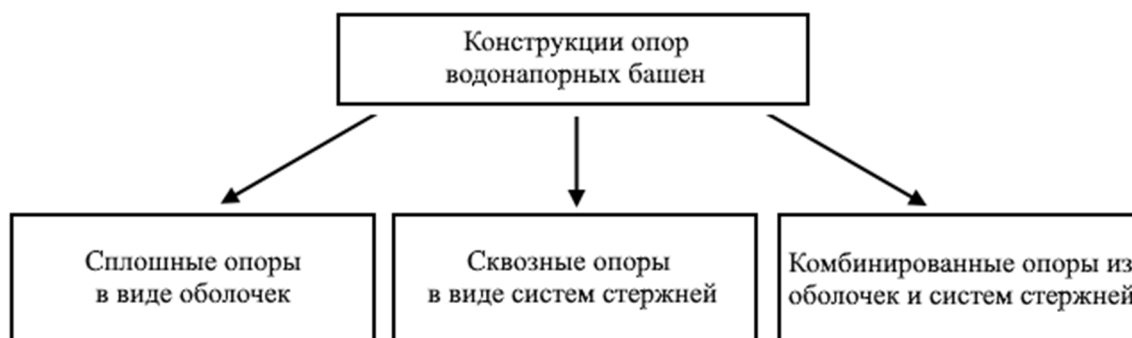 Конструкции опор
водонапорных башен
Сплошные опоры
в виде оболочек
Сквозные опоры
в виде систем стержней
Комбинированные опоры из
оболочек и систем стержней